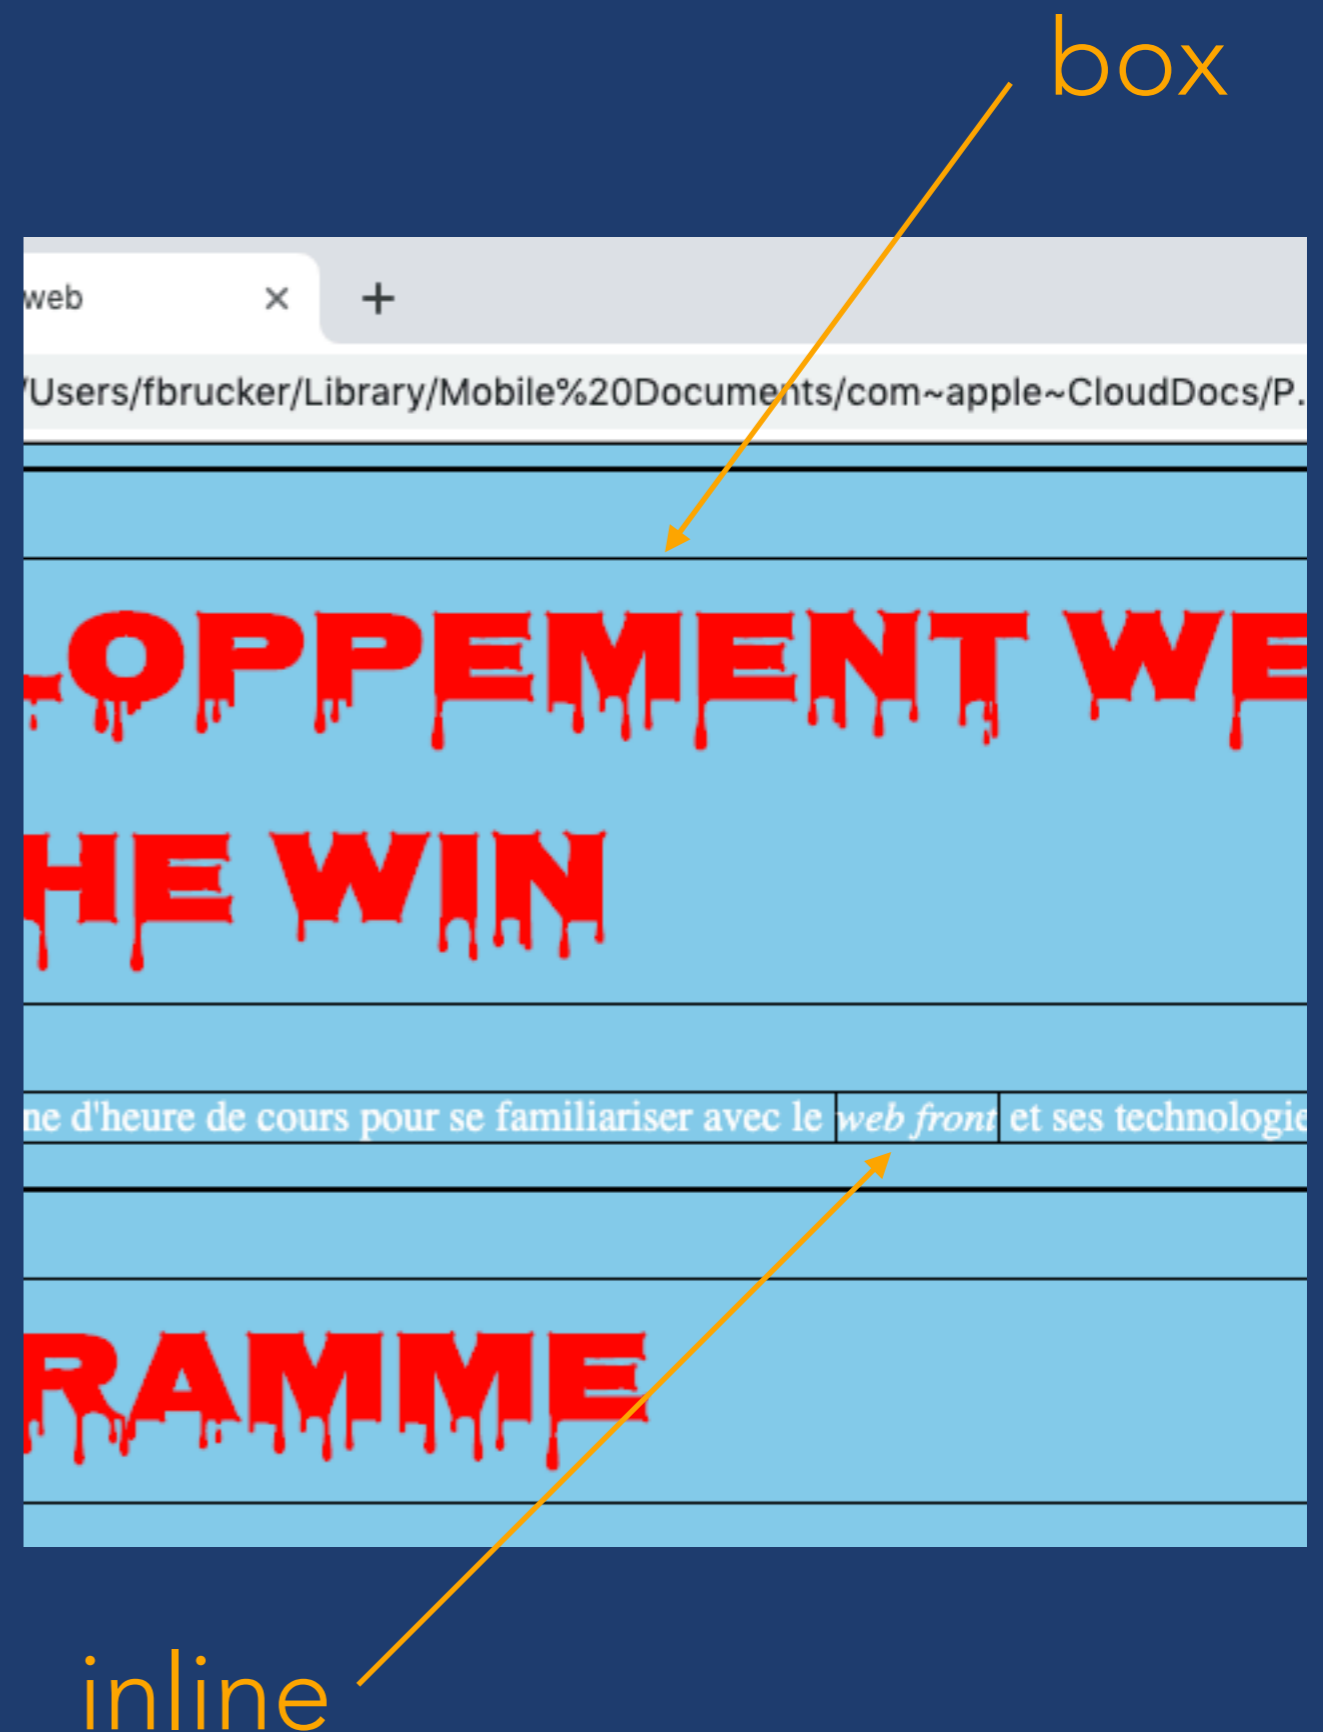 box
web × +
/Users/fbrucker/Library/Mobile%20Documents/com~apple~CloudDocs/P.
LOPPEMENT WE
HE WIN
ne d'heure de cours pour se familiariser avec le web front et ses technologie
RAMME
inline